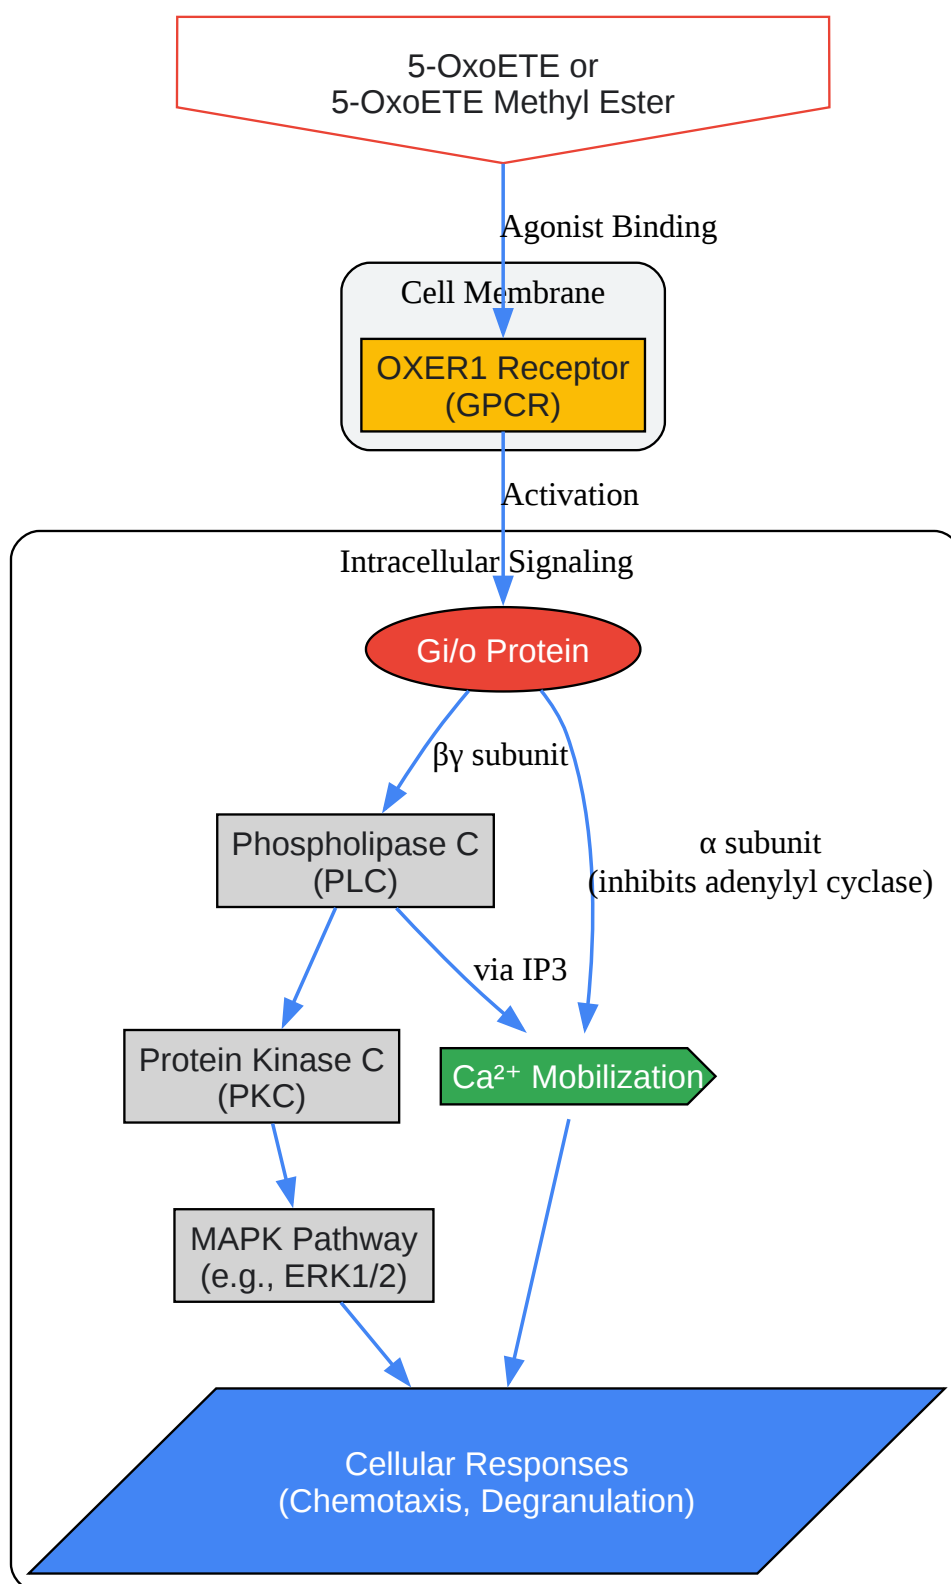 5-OxoETE or
5-OxoETE Methyl Ester
Agonist Binding
Cell Membrane
OXER1 Receptor
(GPCR)
Activation
Intracellular Signaling
Gi/o Protein
βγ subunit
Phospholipase C
(PLC)
α subunit
(inhibits adenylyl cyclase)
via IP3
Protein Kinase C
(PKC)
Ca²⁺ Mobilization
MAPK Pathway
(e.g., ERK1/2)
Cellular Responses
(Chemotaxis, Degranulation)